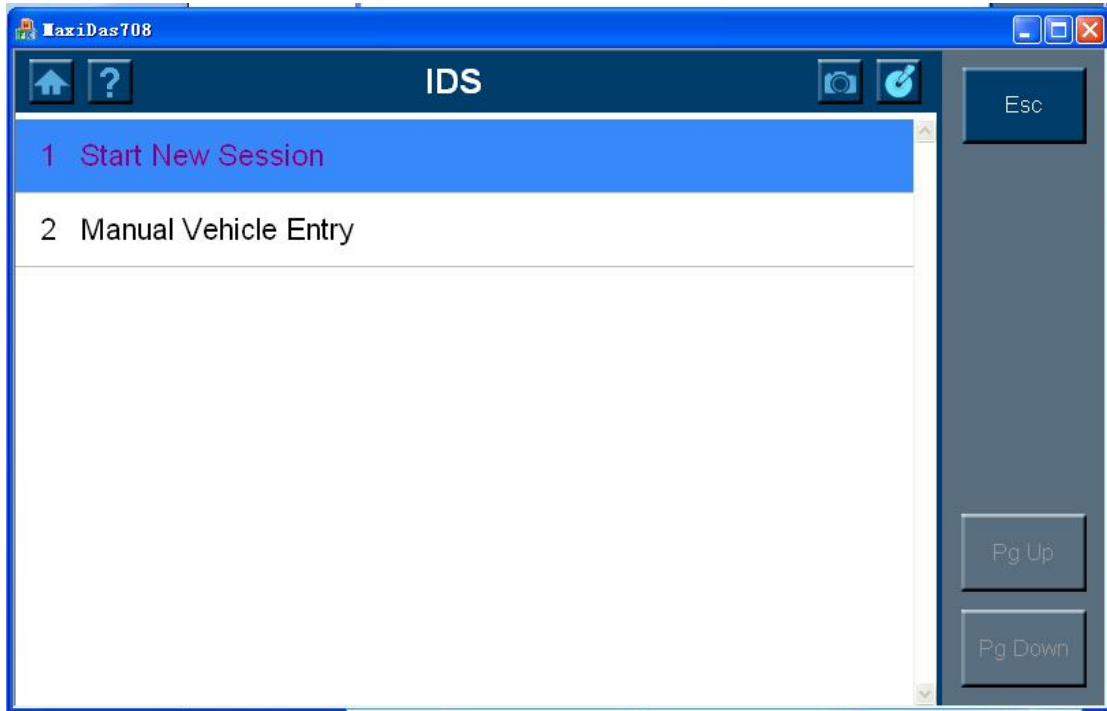 MaxiDas708
IDS
Esc
1 Start New Session
2 Manual Vehicle Entry
Pg Up
Pg Down